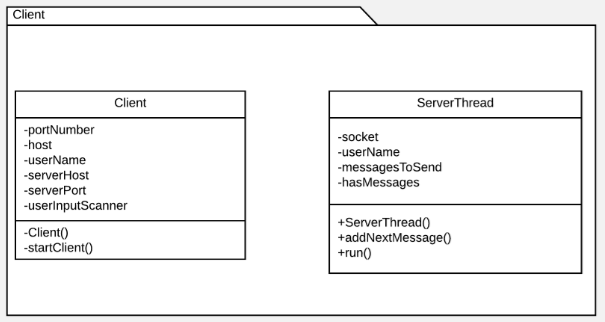 Client
Client
-portNumber
-host
-userName
-serverHost
-serverPort
-userInputScanner
-Client()
-startClient()
ServerThread
-socket
-userName
-messagesToSend
-hasMessages
+ServerThread()
+addNextMessage()
+run()